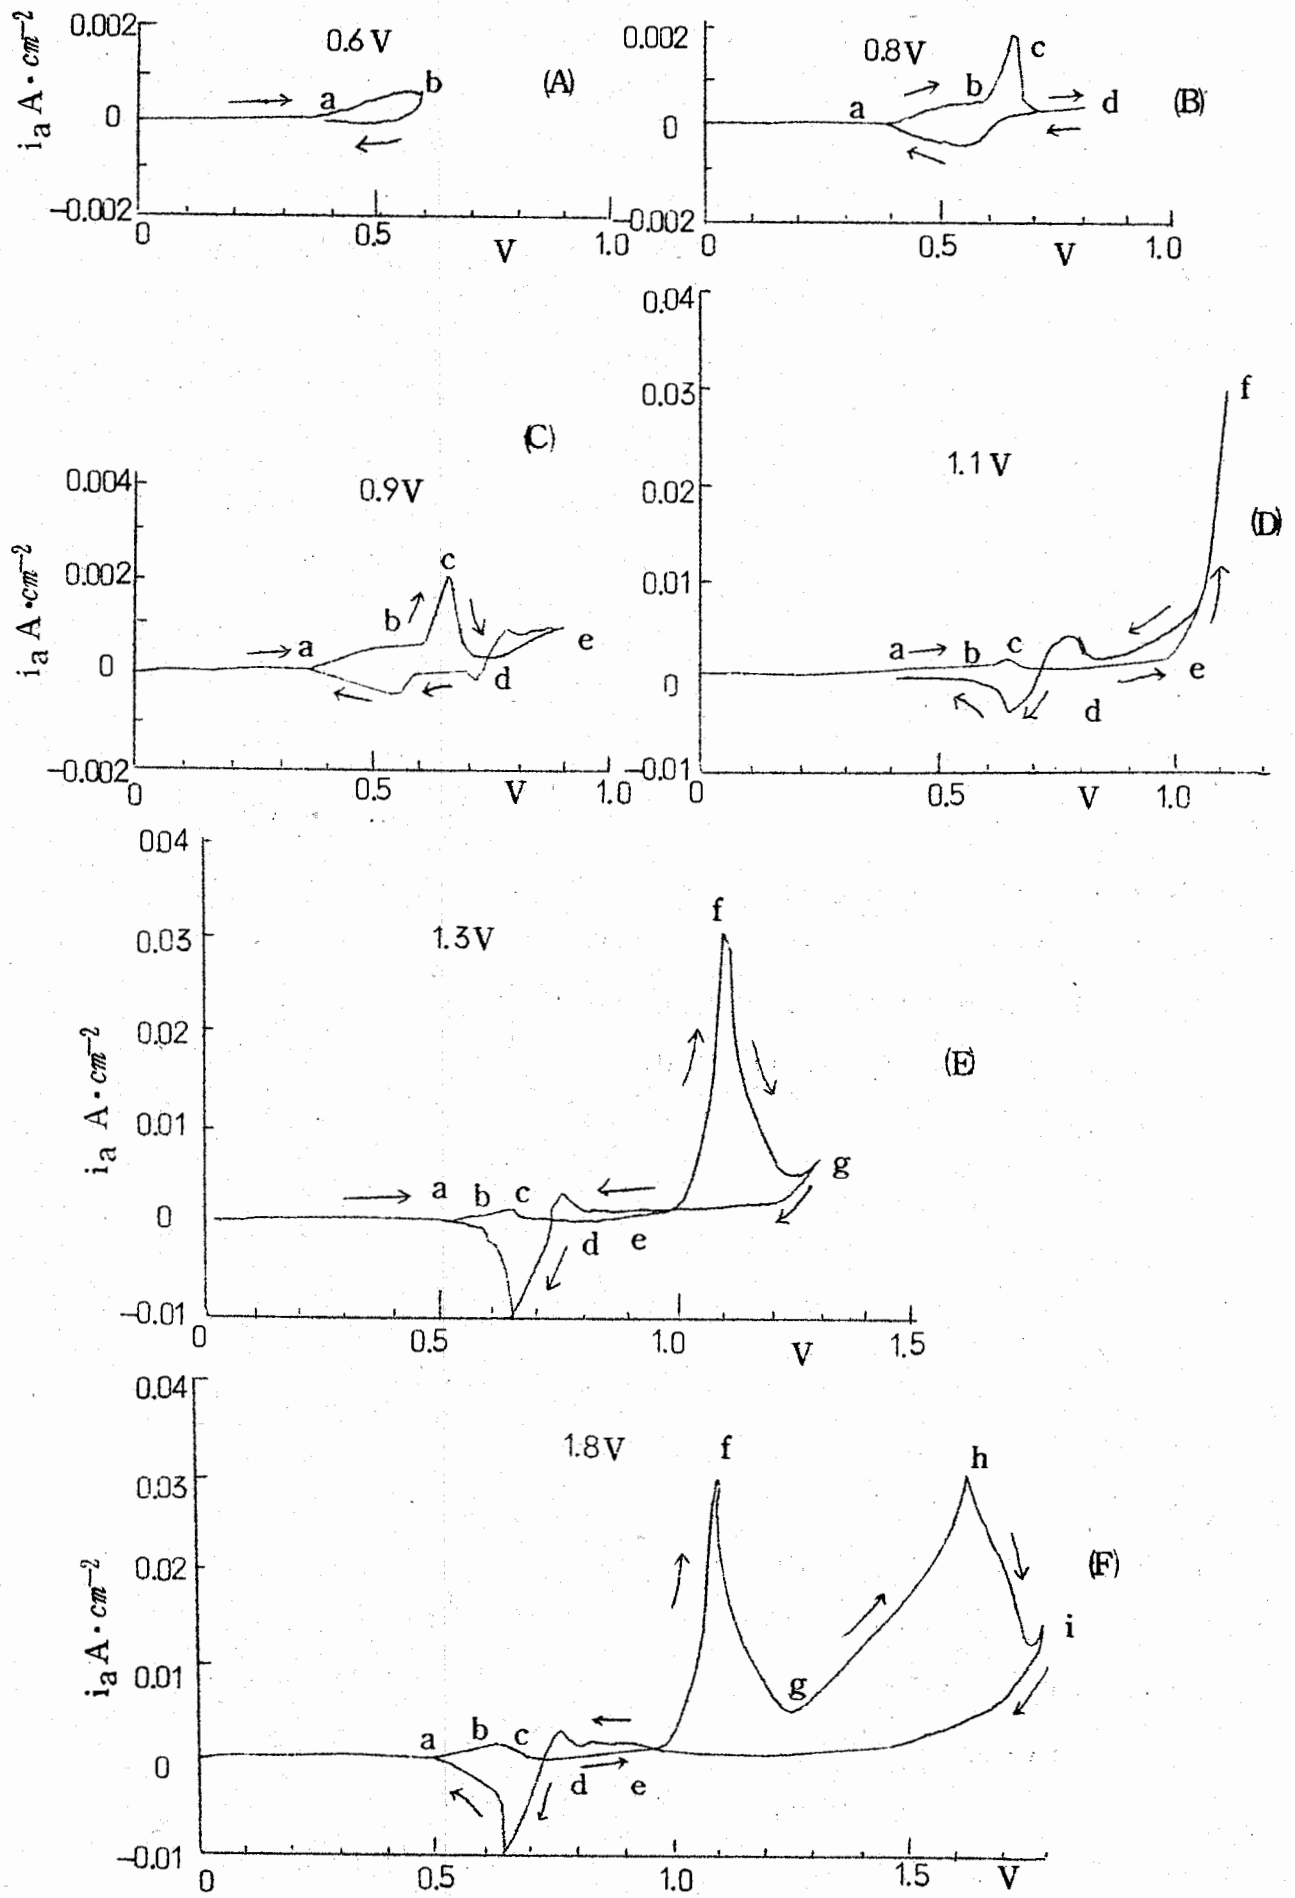 0.002
0.6 V
(A)
b
a
0
-0.002
0
0.5
V
1.0
i_a A · cm⁻²
0.002
0.8V
c
(B)
b
d
a
0
-0.002
0
0.5
V
1.0
(C)
0.004
0.9V
c
0.002
b
a
e
d
0
-0.002
0
0.5
V
1.0
i_a A · cm⁻²
0.04
0.03
f
1.1 V
0.02
(D)
0.01
a
b
c
e
0
d
-0.01
0
0.5
V
1.0
0.04
f
1.3V
0.03
0.02
(E)
0.01
g
a
b
c
0
d
e
-0.01
0
0.5
1.0
V
1.5
i_a A · cm⁻²
0.04
1.8V
f
h
0.03
(F)
0.02
i
0.01
g
a
b
c
0
d
e
-0.01
0
0.5
1.0
1.5
V
i_a A · cm⁻²